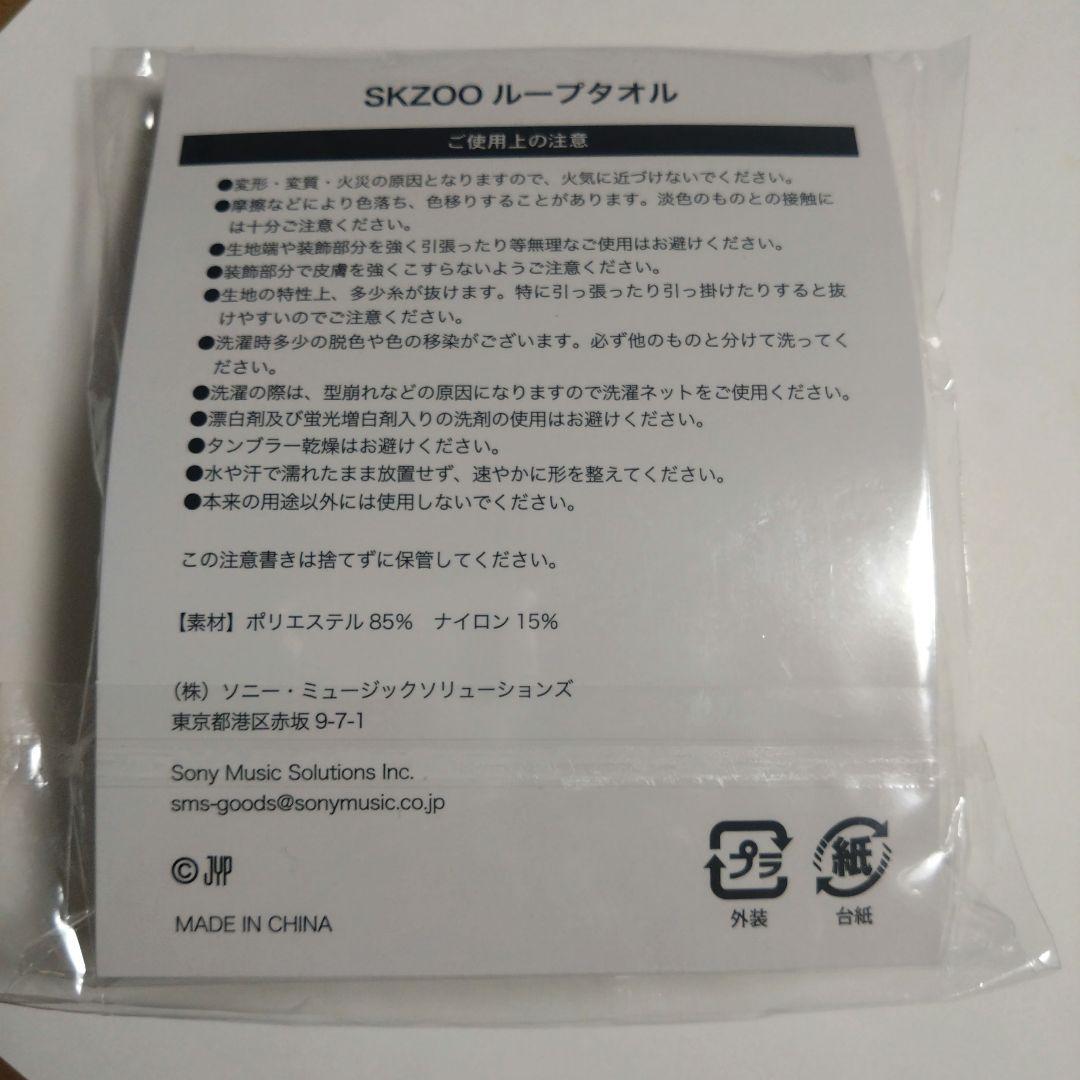 SKZOO ループタオル
ご使用上の注意
●変形・変質・火災の原因となりますので、火気に近づけないでください。
●摩擦などにより色落ち、色移りすることがあります。淡色のものとの接触に
は十分ご注意ください。
●生地端や装飾部分を強く引張ったり等無理なご使用はお避けください。
●装飾部分で皮膚を強くこすらないようご注意ください。
●生地の特性上、多少糸が抜けます。特に引っ張ったり引っ掛けたりすると抜
けやすいのでご注意ください。
●洗濯時多少の脱色や色の移染がございます。必ず他のものと分けて洗ってく
ださい。
●洗濯の際は、型崩れなどの原因になりますので洗濯ネットをご使用ください。
●漂白剤及び蛍光増白剤入りの洗剤の使用はお避けください。
●タンブラー乾燥はお避けください。
●水や汗で濡れたまま放置せず、速やかに形を整えてください。
●本来の用途以外には使用しないでください。
この注意書きは捨てずに保管してください。
【素材】ポリエステル 85% ナイロン 15%
（株）ソニー・ミュージックソリューションズ
東京都港区赤坂 9-7-1
Sony Music Solutions Inc.
sms-goods@sonymusic.co.jp
© JYP
MADE IN CHINA
プラ
外装
紙
台紙